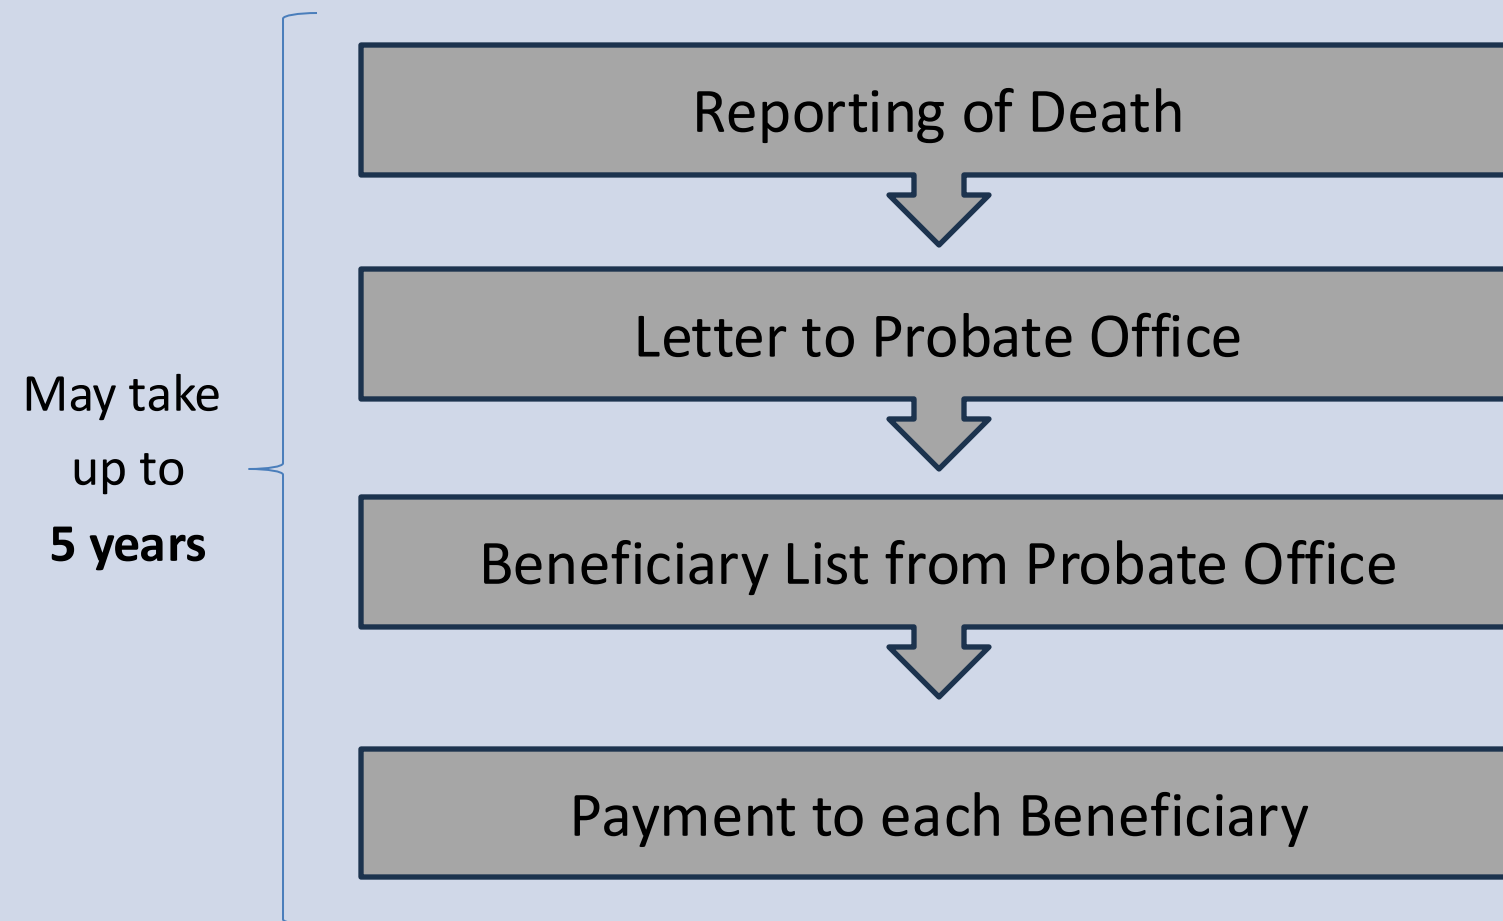 Reporting of Death
Letter to Probate Office
May take
up to
5 years
Beneficiary List from Probate Office
Payment to each Beneficiary